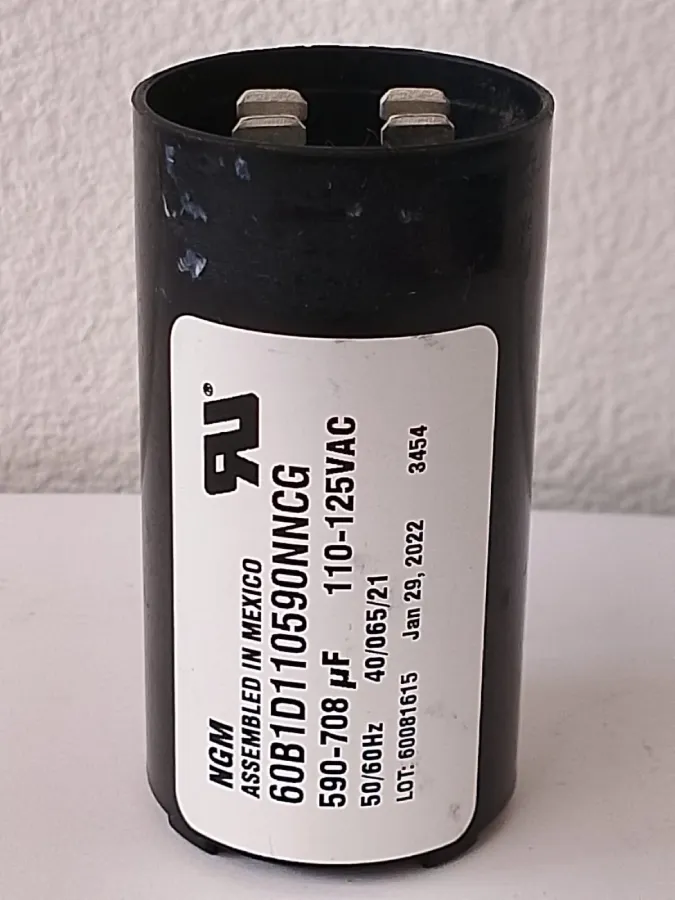 NGM
ASSEMBLED IN MEXICO
60B1D110590NNCG
590-708 µF 110-125VAC
50/60Hz 40/065/21
LOT: 60081615 Jan 29, 2022 3454